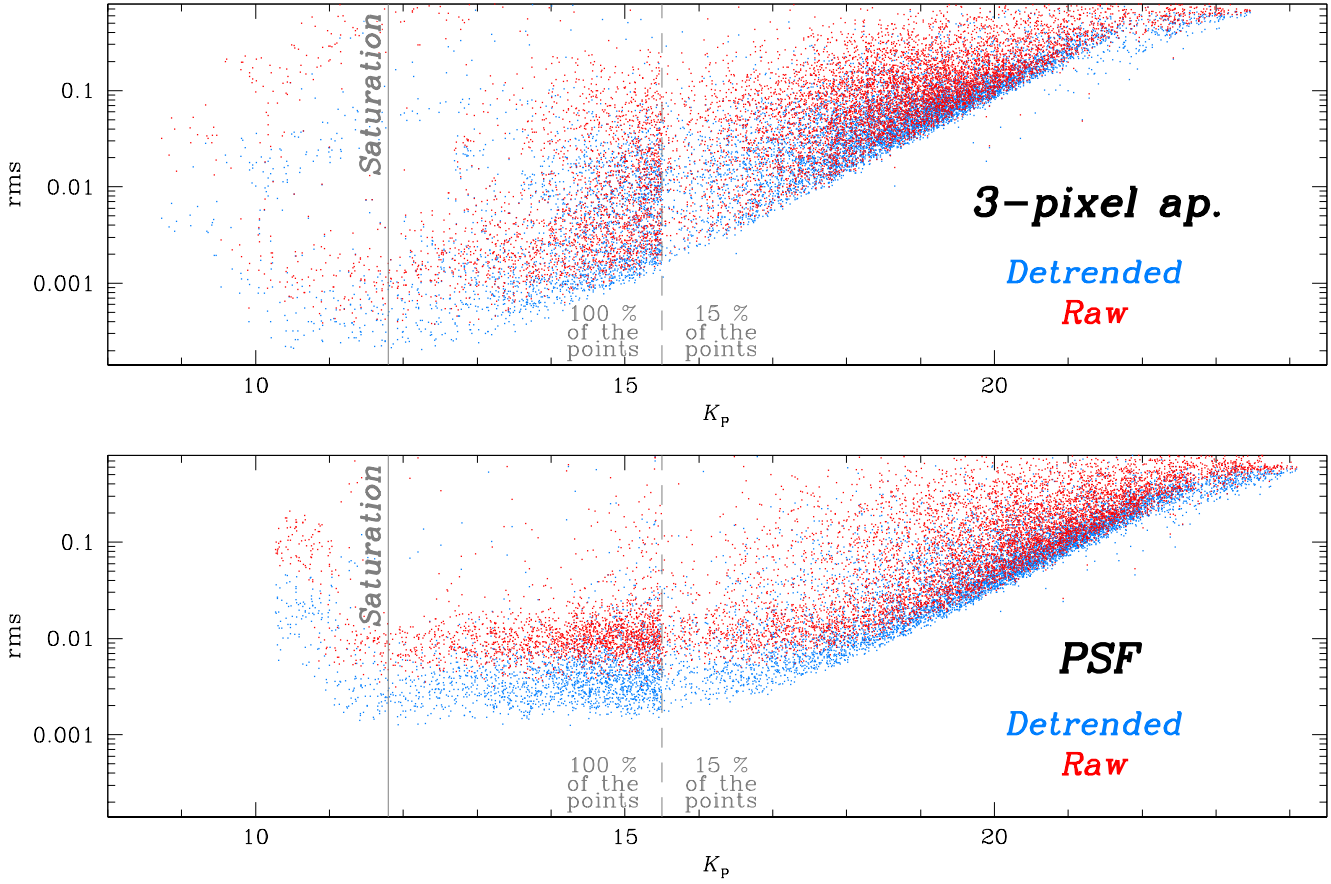 Saturation
0.1
0.01
0.001
rms
3-pixel ap.
Detrended
Raw
100 %
of the
points
15 %
of the
points
10
15
20
K_P
Saturation
0.1
0.01
0.001
rms
PSF
Detrended
Raw
100 %
of the
points
15 %
of the
points
10
15
20
K_P